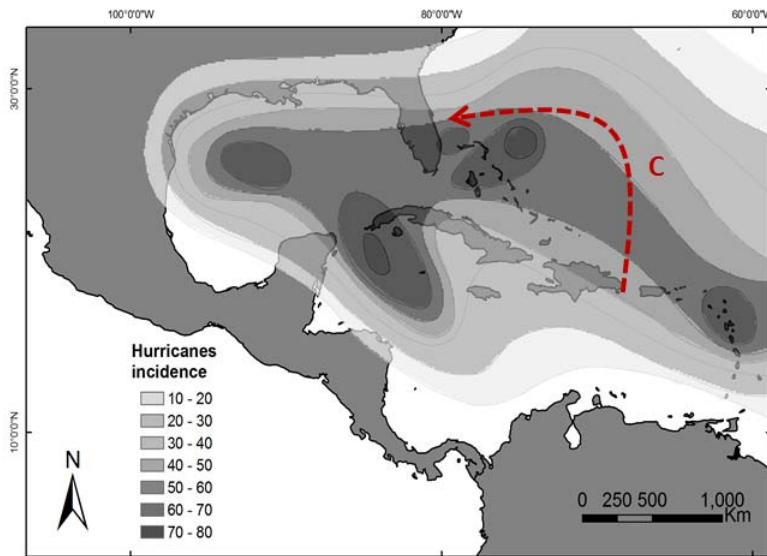 100°0'0"W
80°0'0"W
60°0'0"W
30°0'0"N
C
10°0'0"N
Hurricanes
incidence
10 - 20
20 - 30
30 - 40
40 - 50
50 - 60
60 - 70
70 - 80
N
0 250 500 1,000
Km